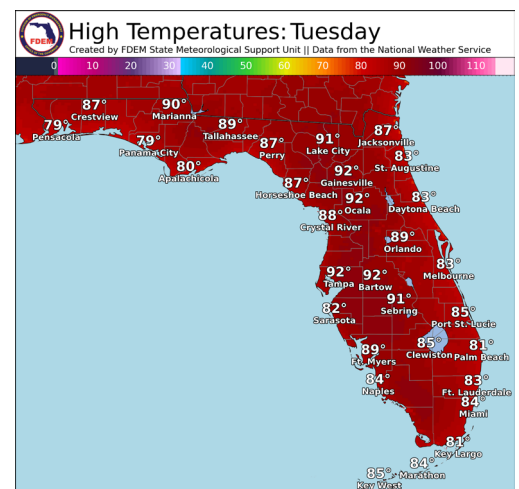 FDEM
High Temperatures: Tuesday
Created by FDEM State Meteorological Support Unit || Data from the National Weather Service
0 10 20 30 40 50 60 70 80 90 100 110
87°
Crestview
90°
Marianna
79°
Pensacola
79°
Panama City
89°
Tallahassee
80°
Apalachicola
87°
Perry
91°
Lake City
87°
Jacksonville
83°
St. Augustine
92°
Gainesville
87°
Horseshoe Beach
92°
Ocala
83°
Daytona Beach
88°
Crystal River
89°
Orlando
83°
Melbourne
92°
Tampa
92°
Bartow
91°
Sebring
82°
Sarasota
85°
Port St. Lucie
85°
Clewiston
81°
Palm Beach
89°
Ft. Myers
84°
Naples
83°
Ft. Lauderdale
84°
Miami
81°
Key Largo
84°
Marathon
85°
Key West